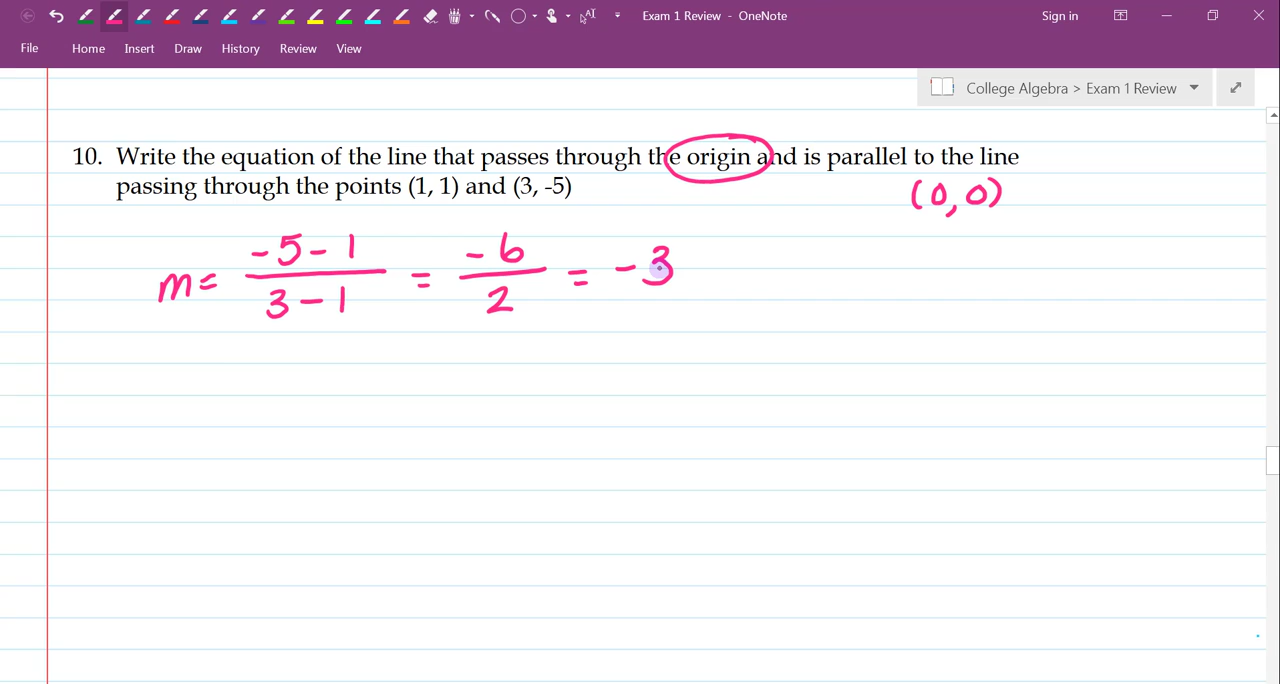 Exam 1 Review - OneNote
Sign in
File Home Insert Draw History Review View
College Algebra > Exam 1 Review
10. Write the equation of the line that passes through the origin and is parallel to the line
passing through the points (1, 1) and (3, -5)
(0, 0)
m = -5 - 1 / 3 - 1 = -6 / 2 = -3